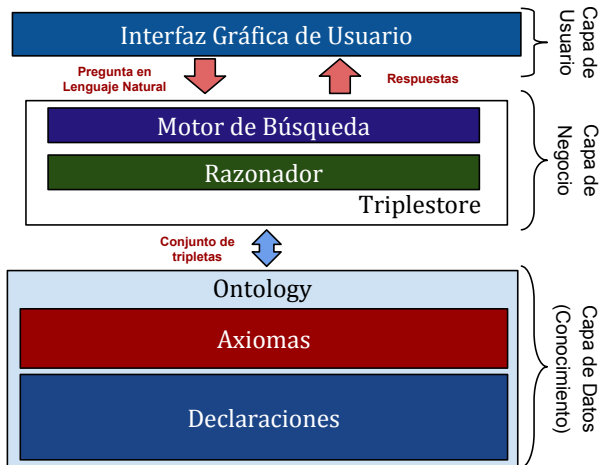 Interfaz Gráfica de Usuario
Capa de
Usuario
Pregunta en
Lenguaje Natural
Respuestas
Motor de Búsqueda
Razonador
Triplestore
Capa de
Negocio
Conjunto de
tripletas
Ontology
Axiomas
Declaraciones
Capa de Datos
(Conocimiento)